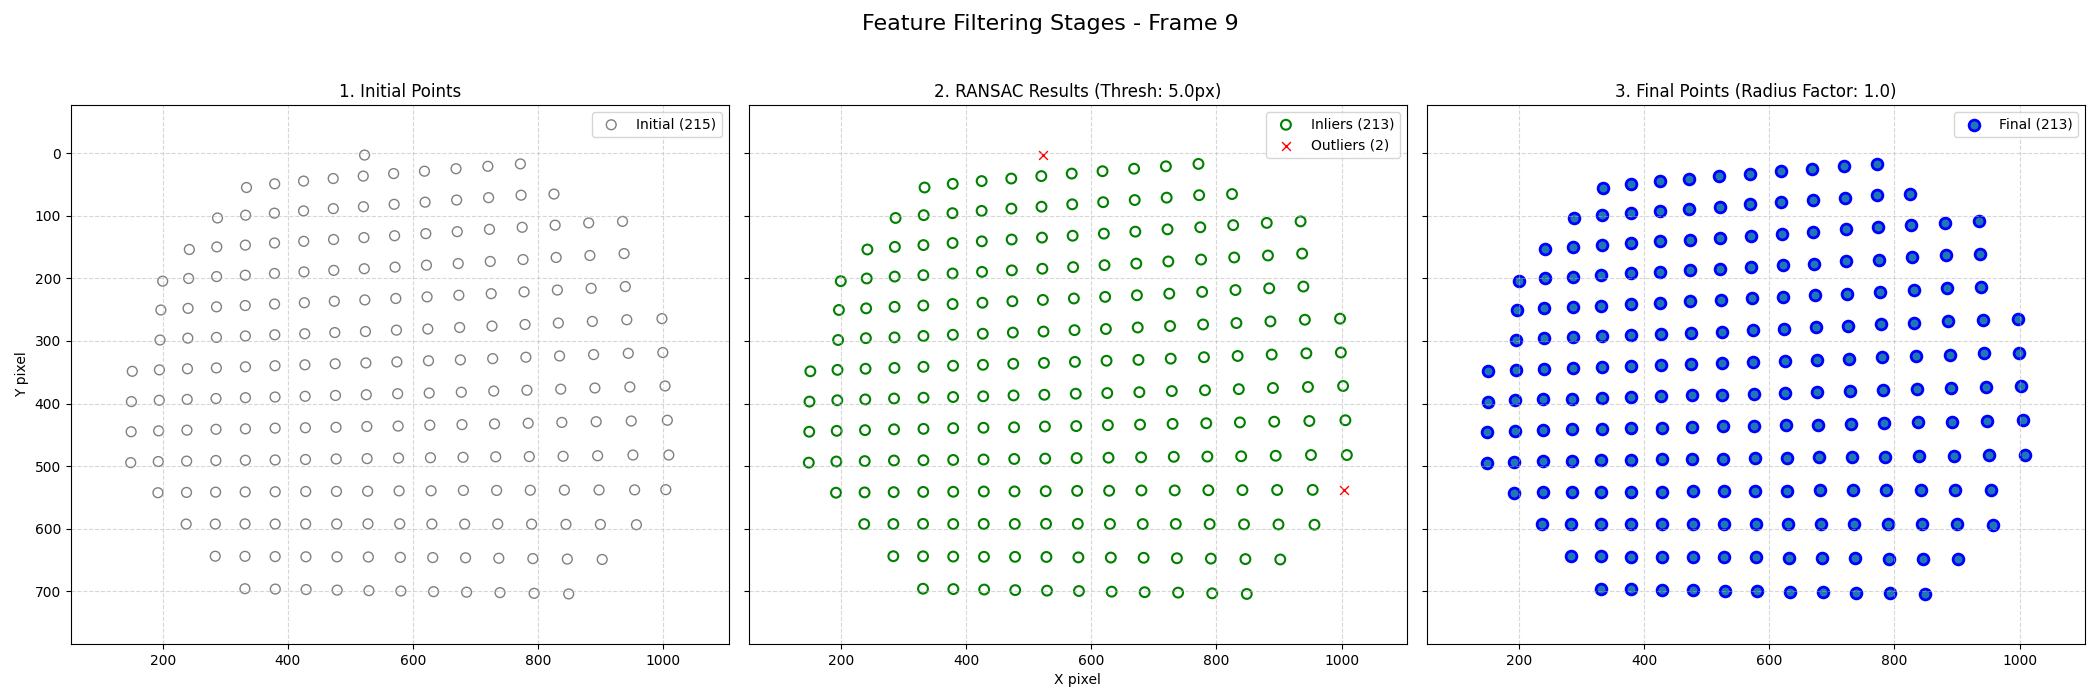 Feature Filtering Stages - Frame 9
1. Initial Points
Initial (215)
0
100
200
300
400
500
600
700
Y pixel
200
400
600
800
1000
2. RANSAC Results (Thresh: 5.0px)
Inliers (213)
Outliers (2)
200
400
600
800
1000
X pixel
3. Final Points (Radius Factor: 1.0)
Final (213)
200
400
600
800
1000